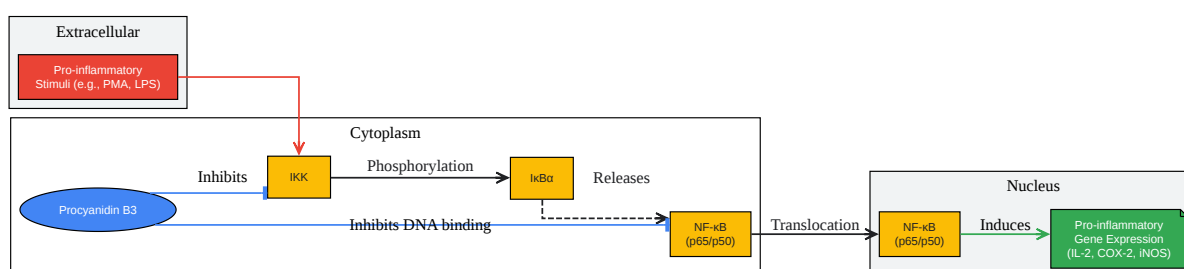 Extracellular
Pro-inflammatory
Stimuli (e.g., PMA, LPS)
Cytoplasm
Inhibits
IKK
Phosphorylation
IκBα
Releases
Procyanidin B3
Inhibits DNA binding
NF-κB
(p65/p50)
Translocation
Nucleus
NF-κB
(p65/p50)
Induces
Pro-inflammatory
Gene Expression
(IL-2, COX-2, iNOS)